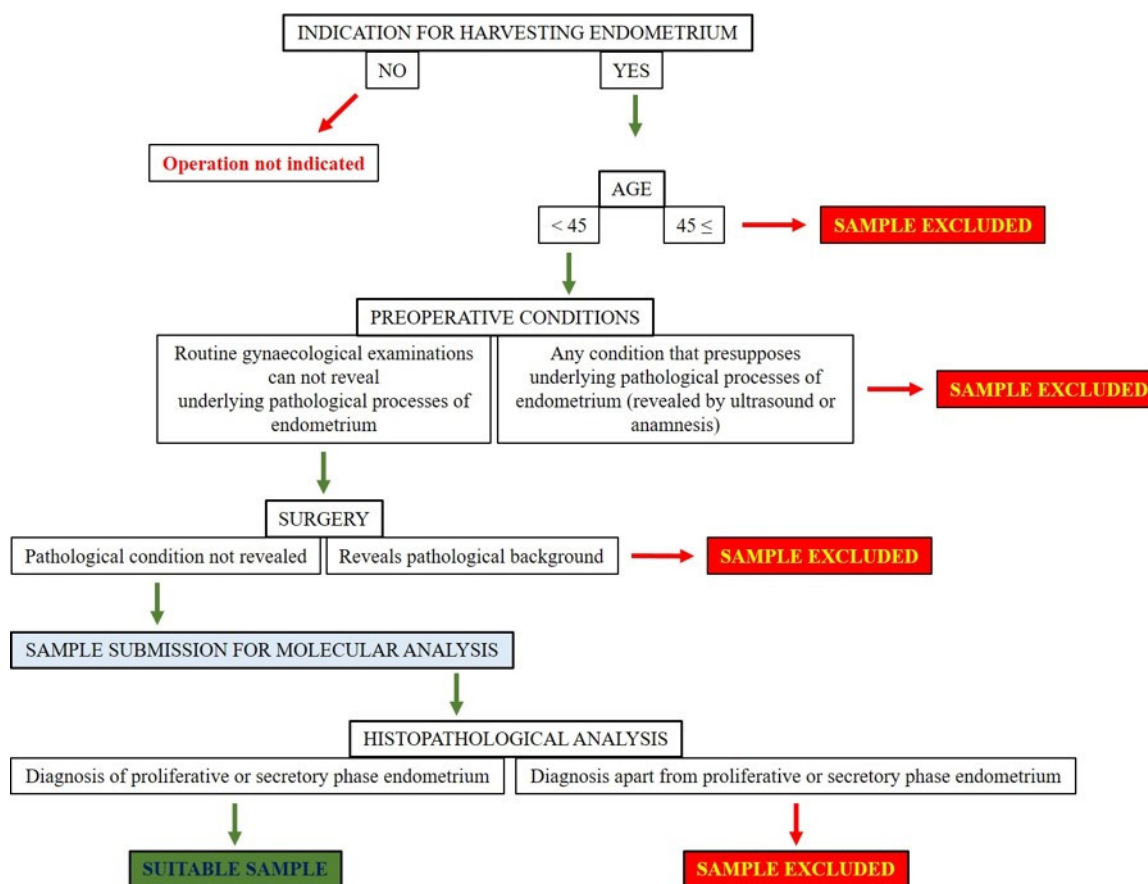 INDICATION FOR HARVESTING ENDOMETRIUM
NO
YES
Operation not indicated
AGE
< 45
45 ≤
SAMPLE EXCLUDED
PREOPERATIVE CONDITIONS
Routine gynaecological examinations
can not reveal
underlying pathological processes of
endometrium
Any condition that presupposes
underlying pathological processes of
endometrium (revealed by ultrasound or
anamnesis)
SAMPLE EXCLUDED
SURGERY
Pathological condition not revealed
Reveals pathological background
SAMPLE EXCLUDED
SAMPLE SUBMISSION FOR MOLECULAR ANALYSIS
HISTOPATHOLOGICAL ANALYSIS
Diagnosis of proliferative or secretory phase endometrium
Diagnosis apart from proliferative or secretory phase endometrium
SUITABLE SAMPLE
SAMPLE EXCLUDED